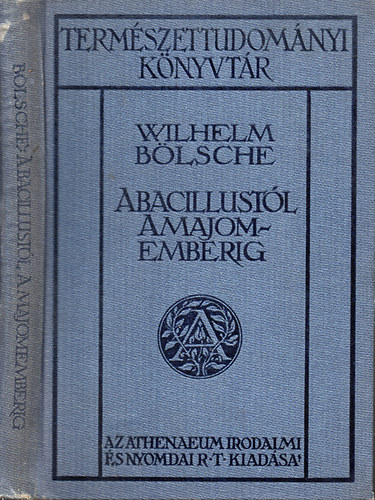 TERMÉSZETTUDOMÁNYI
KÖNYVTÁR
WILHELM
BÖLSCHE
A BACILLUSTÓL
A MAJOM-
EMBERIG
AZ ATHENAEUM IRODALMI
ÉS NYOMDAI R·T· KIADÁSA
BÖLSCHE: A BACILLUSTÓL A MAJOMEMBERIG